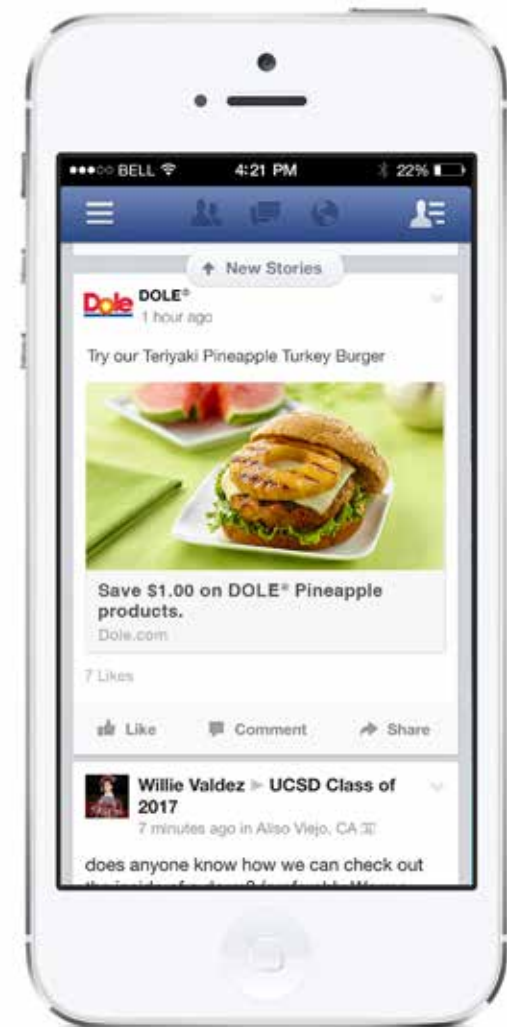 BELL 4:21 PM 22%
New Stories
Dole DOLE®
1 hour ago
Try our Teriyaki Pineapple Turkey Burger
Save $1.00 on DOLE® Pineapple
products.
Dole.com
7 Likes
Like Comment Share
Willie Valdez ▸ UCSD Class of
2017
7 minutes ago in Aliso Viejo, CA
does anyone know how we can check out